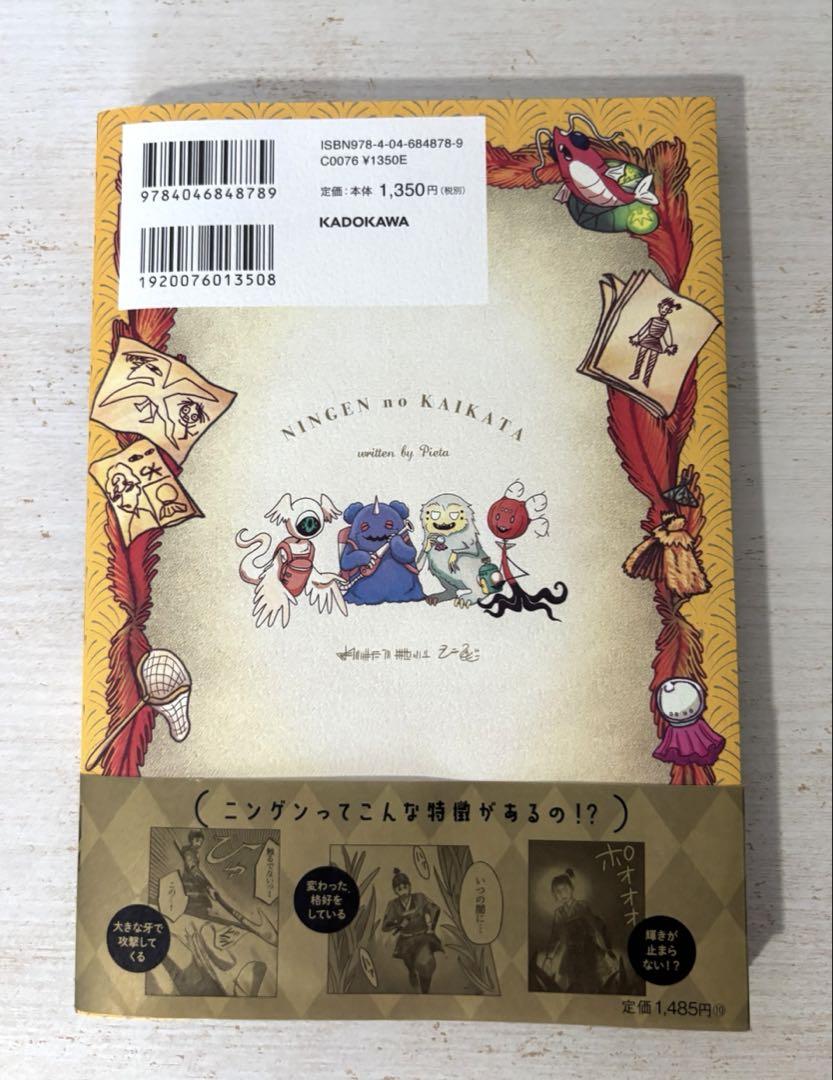 ISBN978-4-04-684878-9
C0076 ¥1350E
9784046848789
定価:本体 1,350円(税別)
KADOKAWA
1920076013508
NINGEN no KAIKATA
written by Pieta
(ニンゲンってこんな特徴があるの!?)
触るでないっ…
この…!
大きな牙で
攻撃して
くる
変わった
格好を
している
いつの間に…
ポオオオ
輝きが
止まら
ない!?
定価1,485円⑩